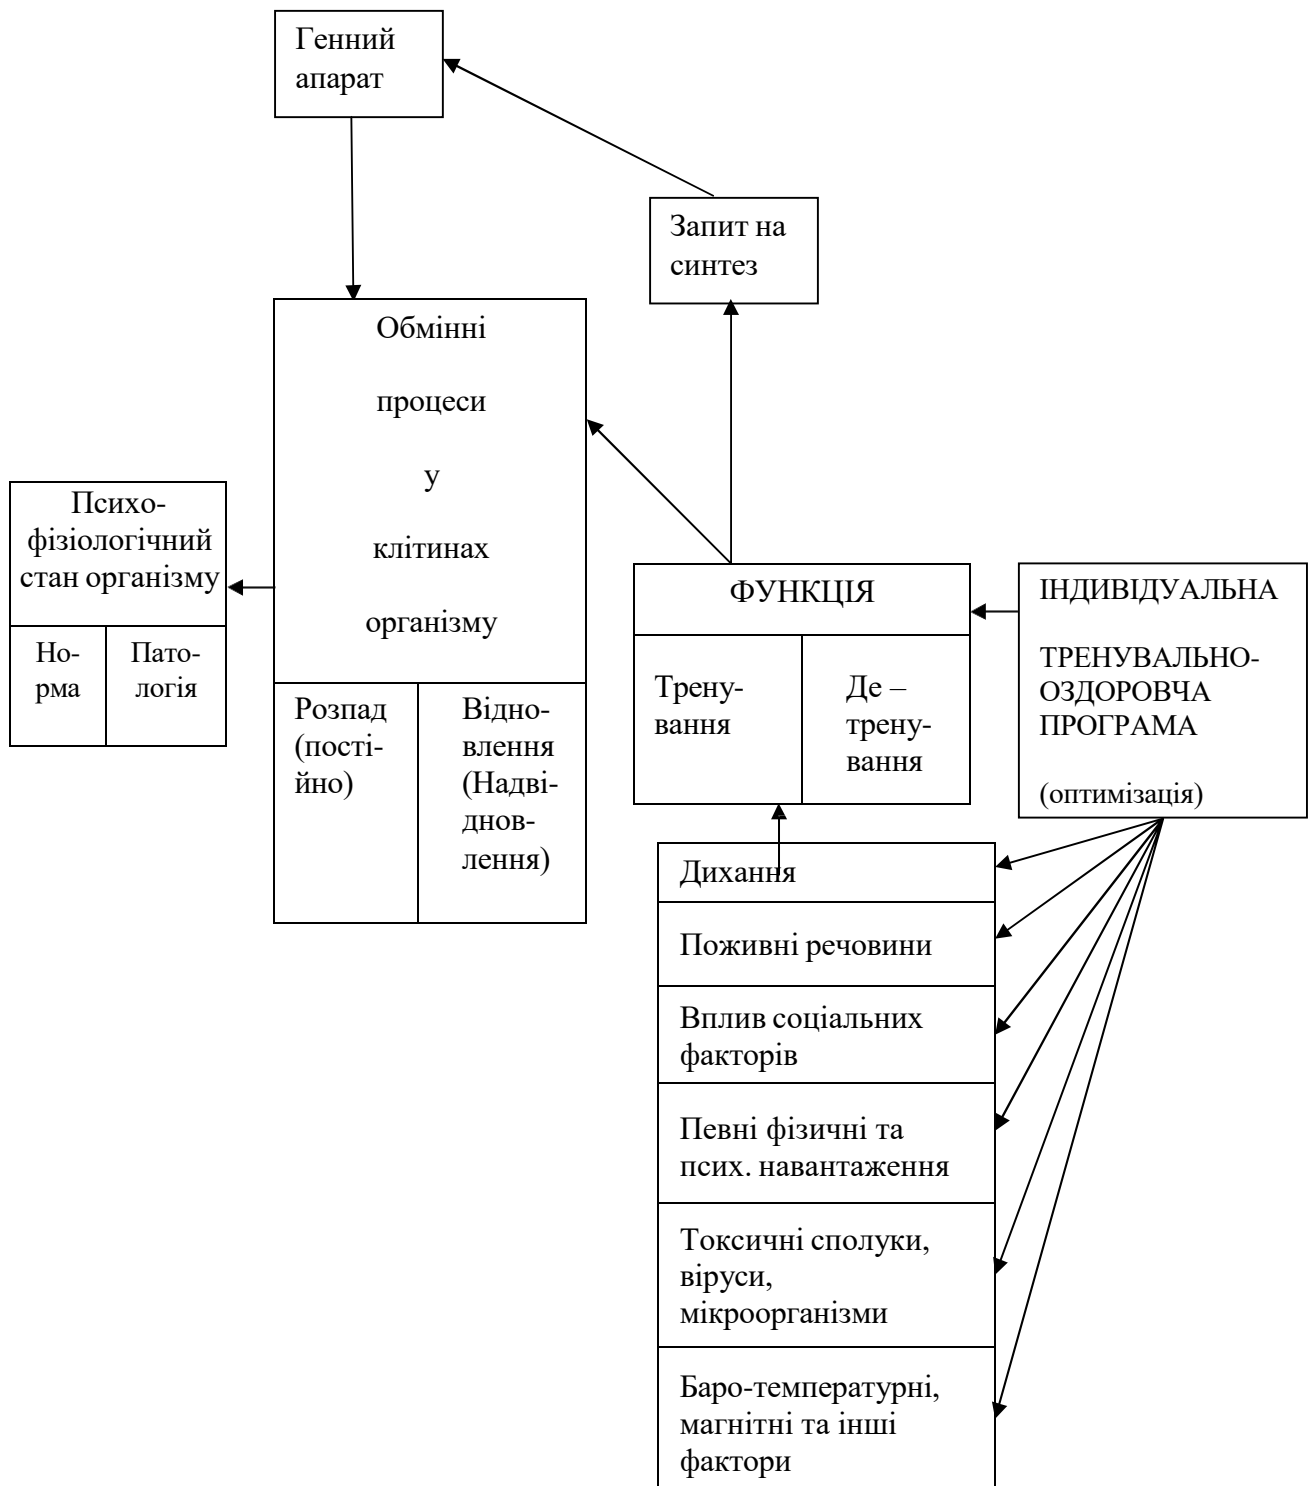 Генний
апарат
Запит на
синтез
Обмінні
процеси
у
клітинах
організму
Розпад
(пості-
йно)
Відно-
влення
(Надві-
днов-
лення)
Психо-
фізіологічний
стан організму
Но-
рма
Пато-
логія
ФУНКЦІЯ
Трену-
вання
Де –
трену-
вання
ІНДИВІДУАЛЬНА
ТРЕНУВАЛЬНО-
ОЗДОРОВЧА
ПРОГРАМА
(оптимізація)
Дихання
Поживні речовини
Вплив соціальних
факторів
Певні фізичні та
псих. навантаження
Токсичні сполуки,
віруси,
мікроорганізми
Баро-температурні,
магнітні та інші
фактори